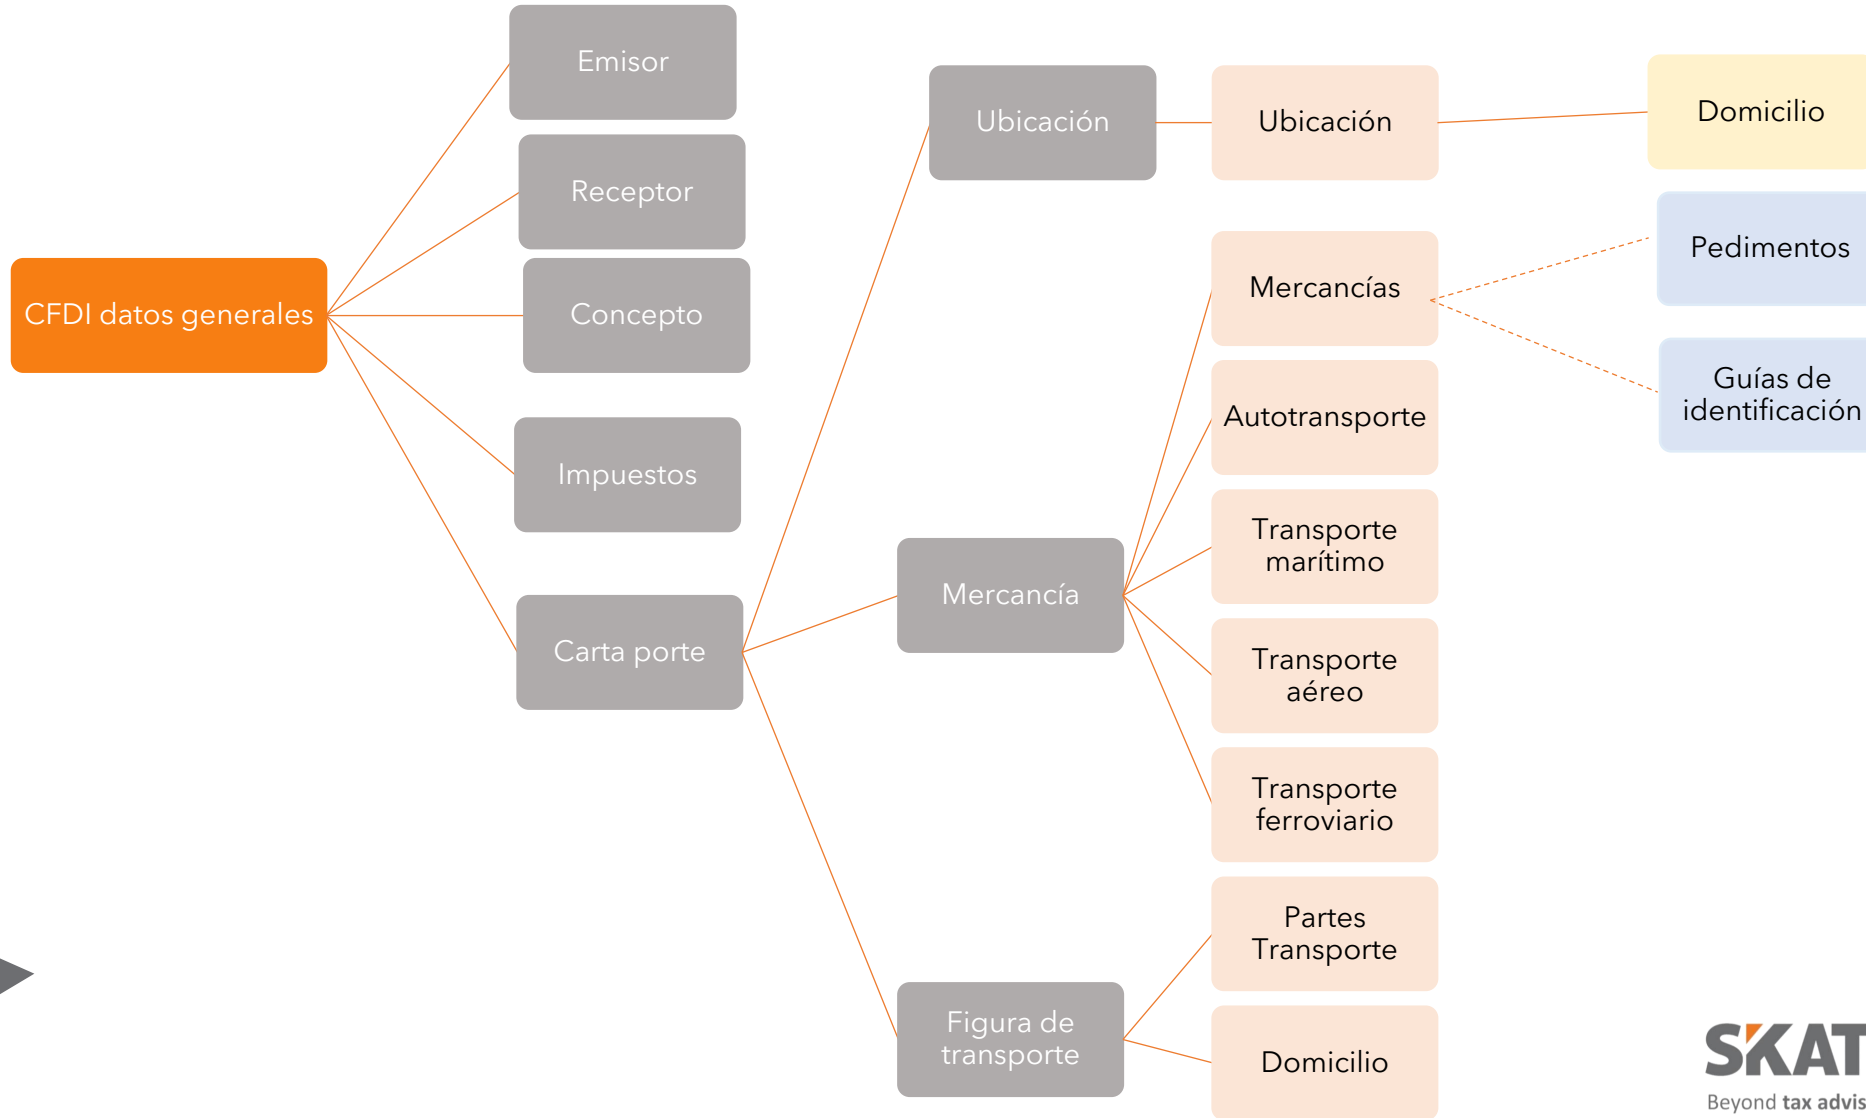 CFDI datos generales
Emisor
Receptor
Concepto
Impuestos
Carta porte
Ubicación
Mercancía
Figura de
transporte
Ubicación
Mercancías
Autotransporte
Transporte
marítimo
Transporte
aéreo
Transporte
ferroviario
Partes
Transporte
Domicilio
Domicilio
Pedimentos
Guías de
identificación
SKAT
Beyond tax advis